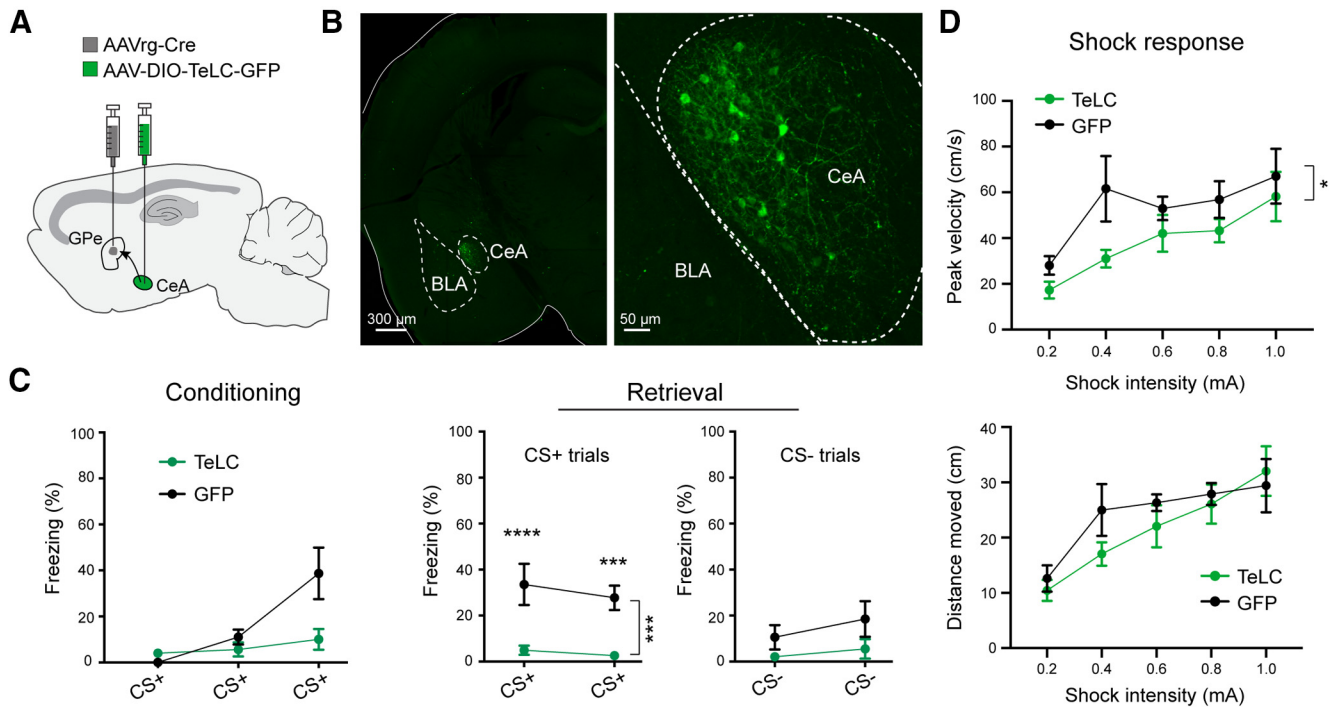 A
AAVrg-Cre
AAV-DIO-TeLC-GFP
GPe
CeA
B
BLA
CeA
300 µm
CeA
BLA
50 µm
C
Conditioning
100
80
60
40
20
0
Freezing (%)
TeLC
GFP
CS+
CS+
CS+
Retrieval
CS+ trials
100
80
60
40
20
0
Freezing (%)
****
***
***
CS+
CS+
CS- trials
100
80
60
40
20
0
Freezing (%)
CS-
CS-
D
Shock response
TeLC
GFP
100
80
60
40
20
0
Peak velocity (cm/s)
*
0.2 0.4 0.6 0.8 1.0
Shock intensity (mA)
40
30
20
10
0
Distance moved (cm)
TeLC
GFP
0.2 0.4 0.6 0.8 1.0
Shock intensity (mA)